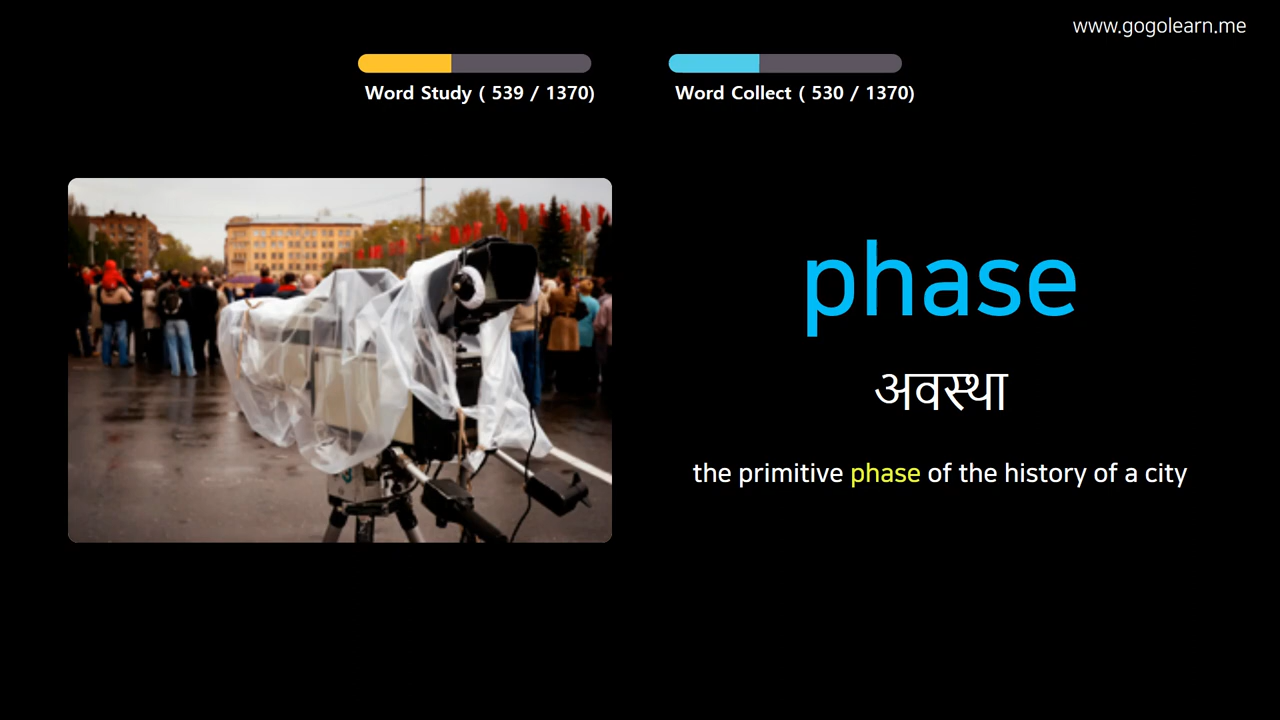 www.gogolearn.me
Word Study ( 539 / 1370)
Word Collect ( 530 / 1370)
phase
अवस्था
the primitive phase of the history of a city